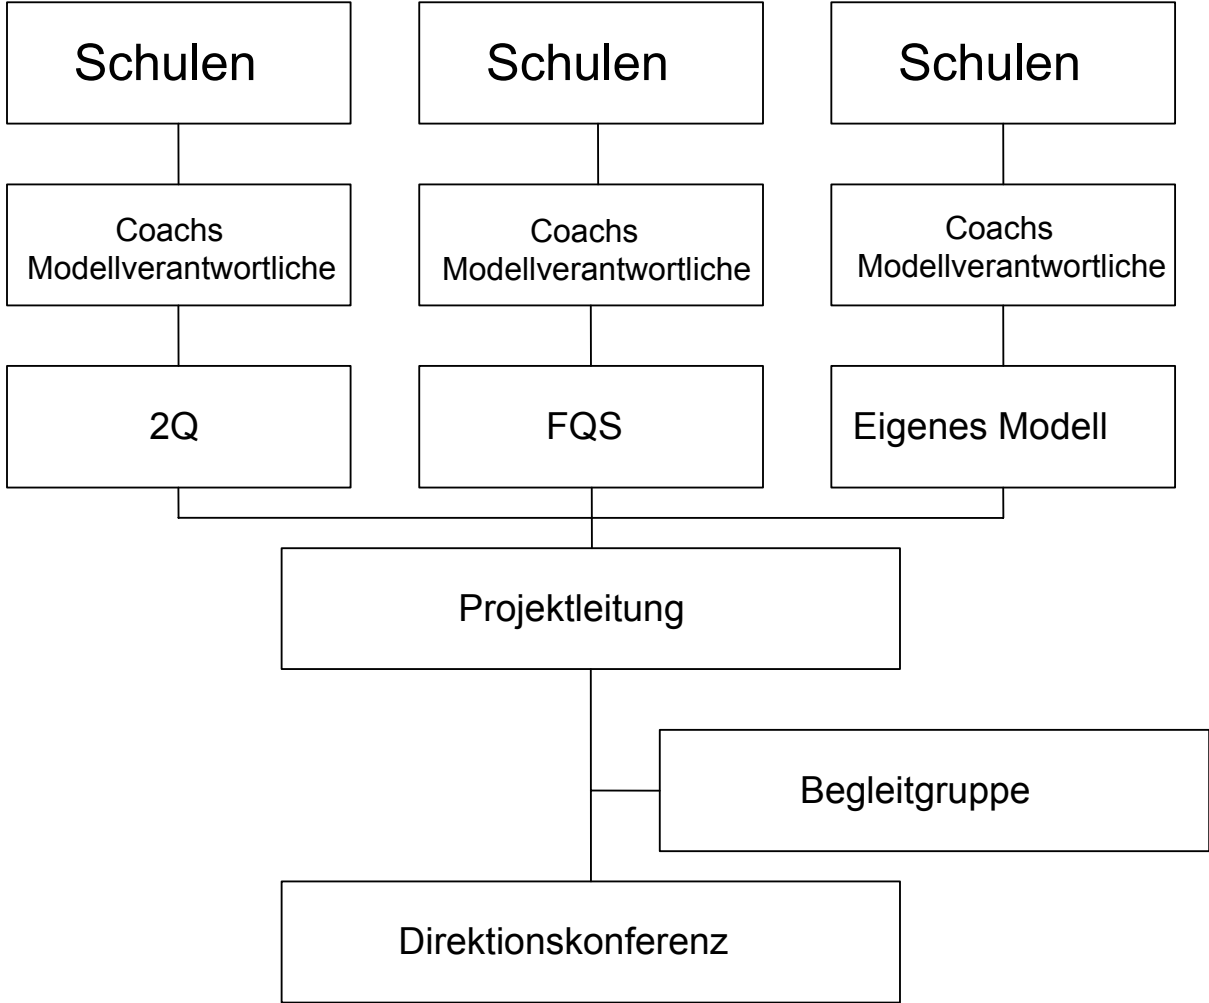 Schulen
Schulen
Schulen
Coachs
Modellverantwortliche
Coachs
Modellverantwortliche
Coachs
Modellverantwortliche
2Q
FQS
Eigenes Modell
Projektleitung
Begleitgruppe
Direktionskonferenz